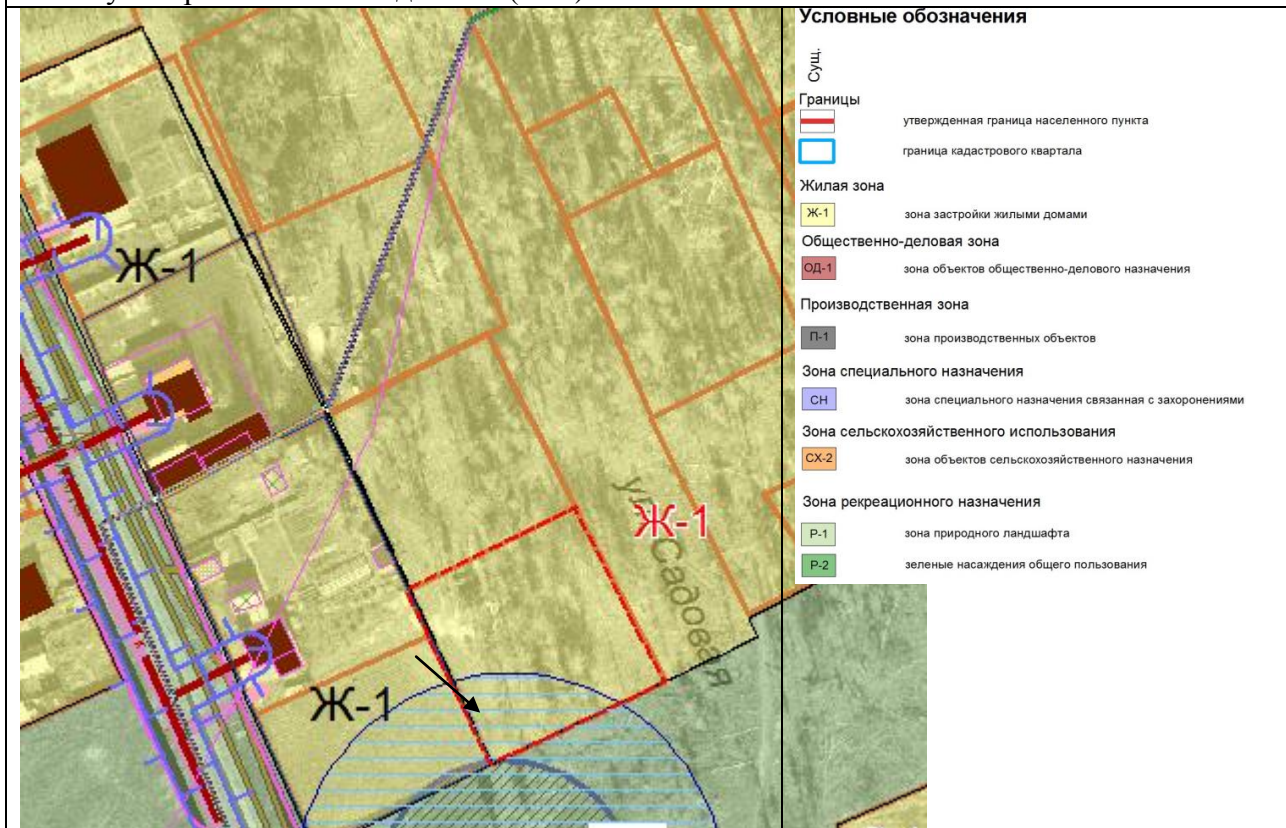 Условные обозначения
Сущ.
Границы
утвержденная граница населенного пункта
граница кадастрового квартала
Жилая зона
Ж-1 зона застройки жилыми домами
Общественно-деловая зона
ОД-1 зона объектов общественно-делового назначения
Производственная зона
П-1 зона производственных объектов
Зона специального назначения
СН зона специального назначения связанная с захоронениями
Зона сельскохозяйственного использования
СХ-2 зона объектов сельскохозяйственного назначения
Зона рекреационного назначения
Р-1 зона природного ландшафта
Р-2 зеленые насаждения общего пользования
Ж-1
Ж-1
ул. Садовая
Ж-1